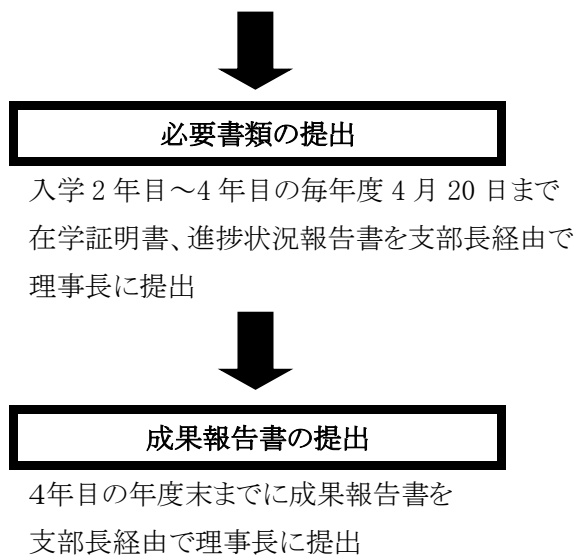 必要書類の提出
入学 2 年目～4 年目の毎年度 4 月 20 日まで
在学証明書、進捗状況報告書を支部長経由で
理事長に提出
成果報告書の提出
4年目の年度末までに成果報告書を
支部長経由で理事長に提出